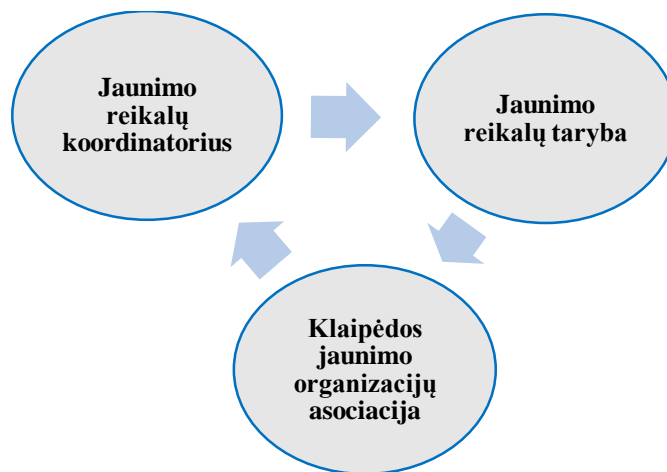 Jaunimo
reikalų
koordinatorius
Jaunimo
reikalų taryba
Klaipėdos
jaunimo
organizacijų
asociacija